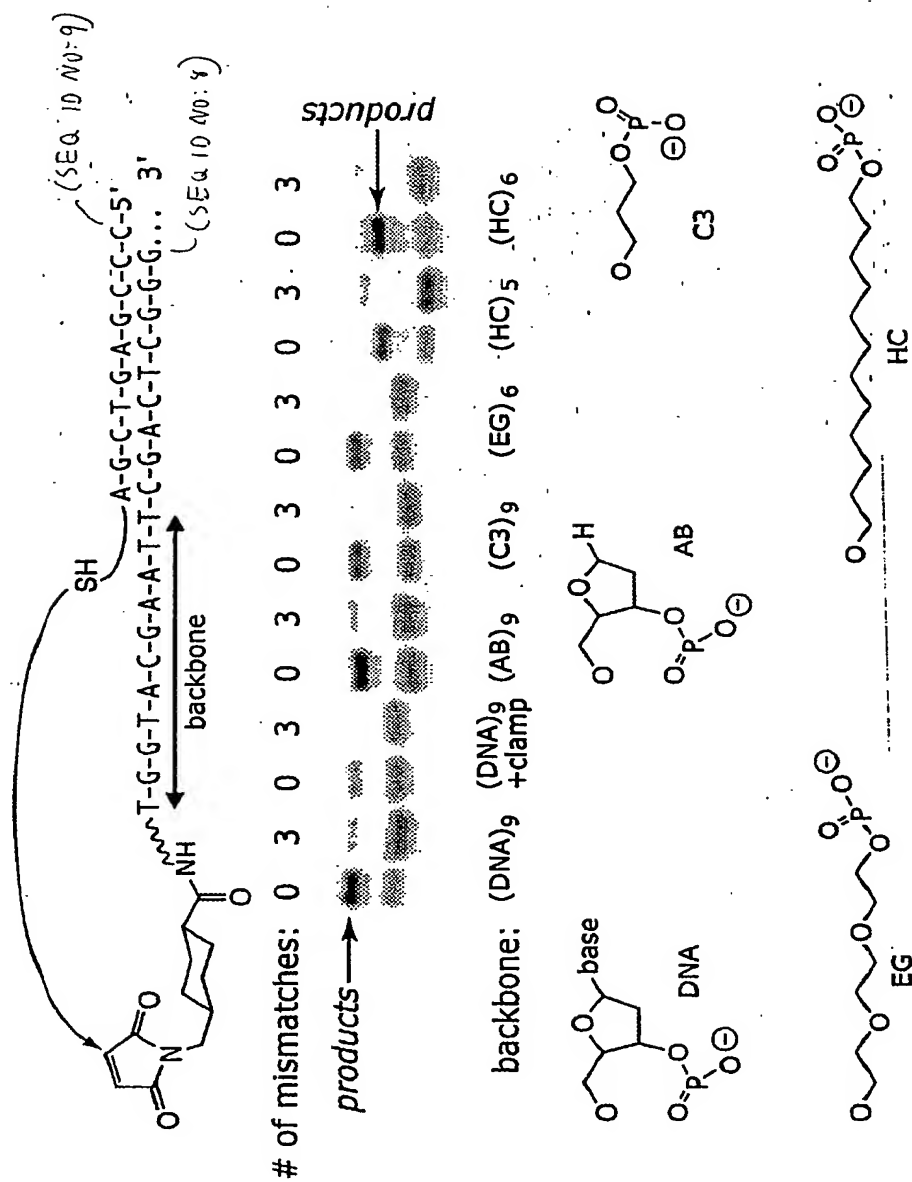 (SEQ ID NO: 9)
SH
A-G-C-T-G-A-G-C-C-C-5'
T-G-G-T-A-C-G-A-A-T-T-C-G-A-C-T-C-G-G-G... 3'
(SEQ ID NO: 8)
backbone
NH
O
O
N
O
# of mismatches: 0 3 0 3 0 3 0 3 0 3 0 3 0 3
products
products
backbone: (DNA)9 (DNA)9 +clamp (AB)9 (C3)9 (EG)6 (HC)5 (HC)6
base
O
O
O
O=P-O⊖
DNA
H
O
O
O
O=P-O⊖
AB
O
O
O=P-O
⊖
C3
O
O
O
O
O
O=P-O⊖
EG
O
O
O=P-O⊖
HC